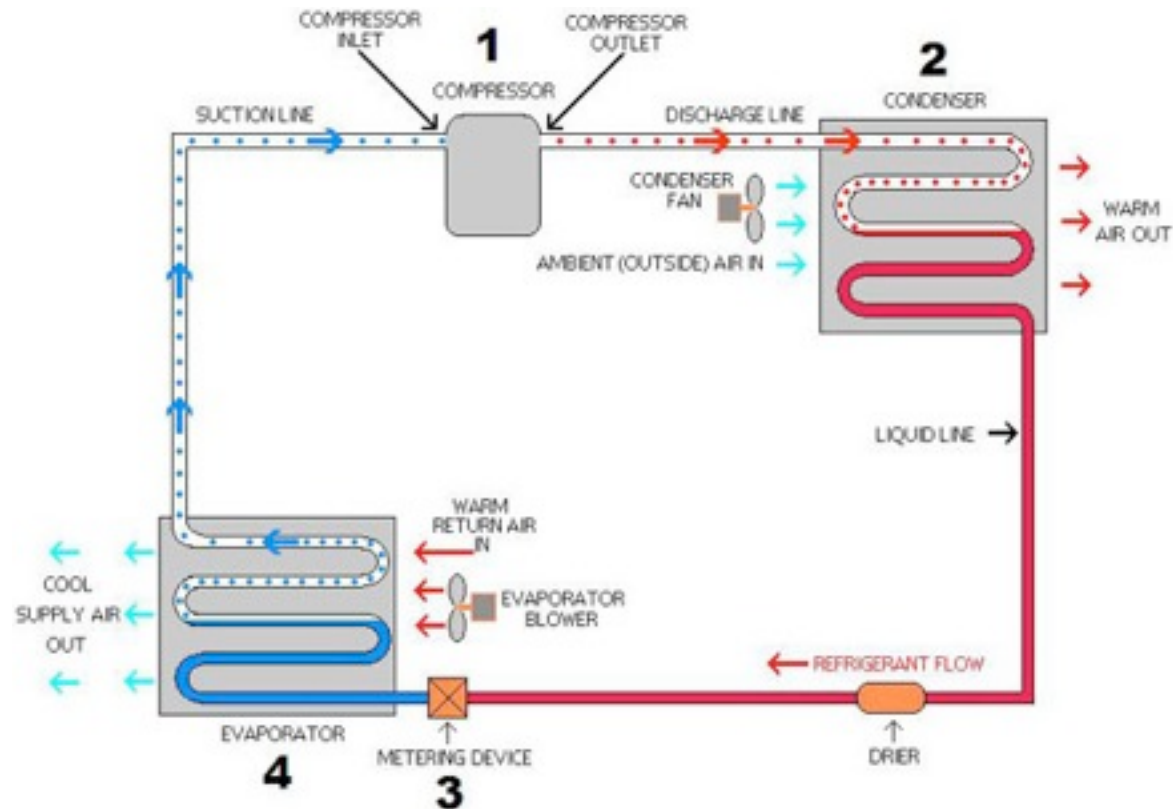 COMPRESSOR
INLET
1
COMPRESSOR
OUTLET
2
COMPRESSOR
CONDENSER
SUCTION LINE
DISCHARGE LINE
CONDENSER
FAN
WARM
AIR OUT
AMBIENT (OUTSIDE) AIR IN
LIQUID LINE
WARM
RETURN AIR
IN
COOL
SUPPLY AIR
OUT
EVAPORATOR
BLOWER
REFRIGERANT FLOW
EVAPORATOR
4
METERING DEVICE
3
DRIER